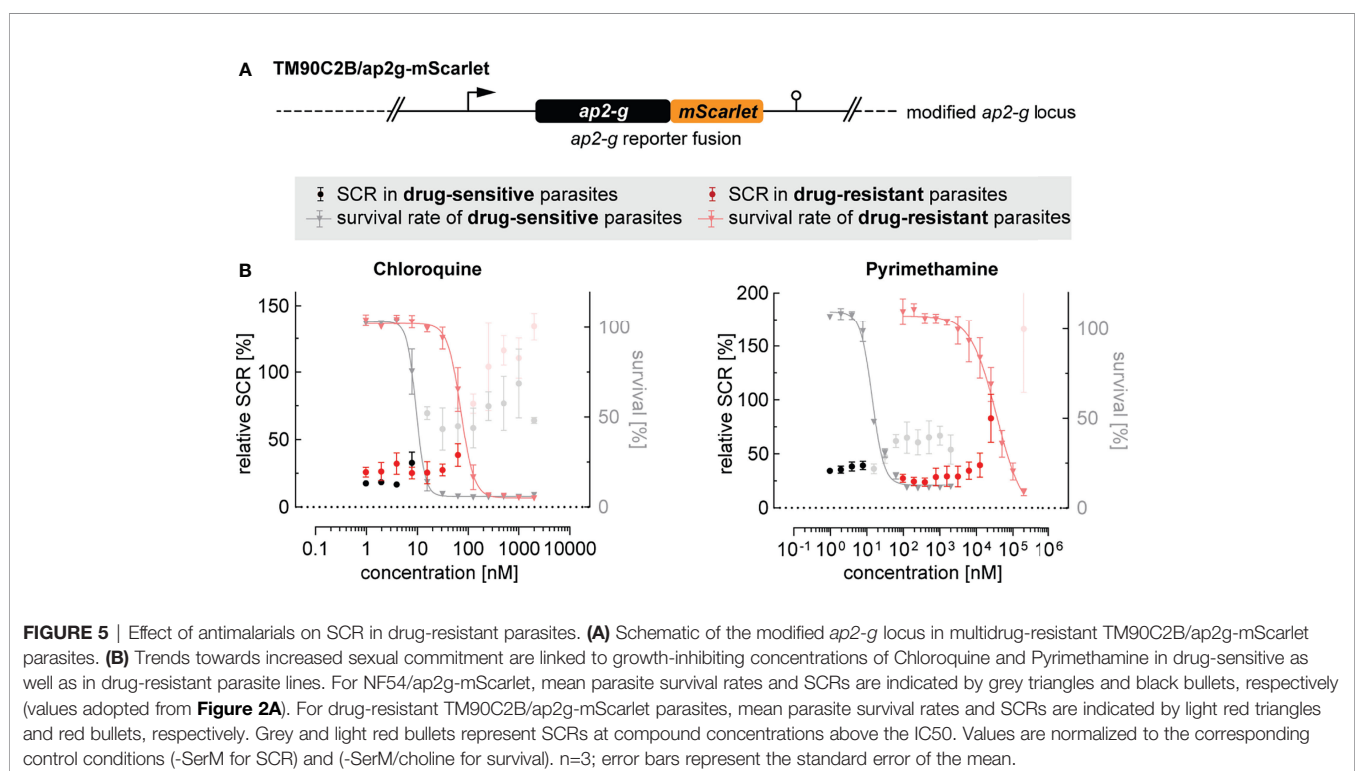 A TM90C2B/ap2g-mScarlet
ap2-g mScarlet modified ap2-g locus
ap2-g reporter fusion
SCR in drug-sensitive parasites SCR in drug-resistant parasites
survival rate of drug-sensitive parasites survival rate of drug-resistant parasites
B Chloroquine
relative SCR [%]
150
100
50
0
survival [%]
100
50
0
0.1 1 10 100 1000 10000
concentration [nM]
Pyrimethamine
relative SCR [%]
200
150
100
50
0
survival [%]
100
50
0
10-1 100 101 102 103 104 105 106
concentration [nM]
FIGURE 5 | Effect of antimalarials on SCR in drug-resistant parasites. (A) Schematic of the modified ap2-g locus in multidrug-resistant TM90C2B/ap2g-mScarlet
parasites. (B) Trends towards increased sexual commitment are linked to growth-inhibiting concentrations of Chloroquine and Pyrimethamine in drug-sensitive as
well as in drug-resistant parasite lines. For NF54/ap2g-mScarlet, mean parasite survival rates and SCRs are indicated by grey triangles and black bullets, respectively
(values adopted from Figure 2A). For drug-resistant TM90C2B/ap2g-mScarlet parasites, mean parasite survival rates and SCRs are indicated by light red triangles
and red bullets, respectively. Grey and light red bullets represent SCRs at compound concentrations above the IC50. Values are normalized to the corresponding
control conditions (-SerM for SCR) and (-SerM/choline for survival). n=3; error bars represent the standard error of the mean.